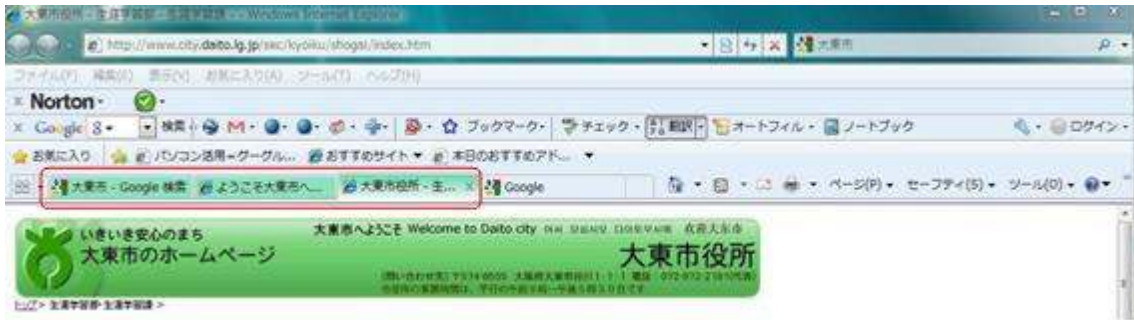 大東市役所 - 生涯学習部 - 生涯学習課 - - Windows Internet Explorer
http://www.city.daito.lg.jp/sec/kyoiku/shogai/index.htm
大東市
ファイル(F) 編集(E) 表示(V) お気に入り(A) ツール(T) ヘルプ(H)
× Norton
× Google 検索 ブックマーク チェック 翻訳 オートフィル ノートブック ログイン
お気に入り パソコン活用-グーグル... おすすめサイト 本日のおすすめアド...
大東市 - Google 検索 ようこそ大東市へ... 大東市役所 - 生... × Google ページ(P) セーフティ(S) ツール(O)
いきいき安心のまち
大東市のホームページ
大東市へようこそ Welcome to Daito city
大東市役所
トップ> 生涯学習部 生涯学習課 >